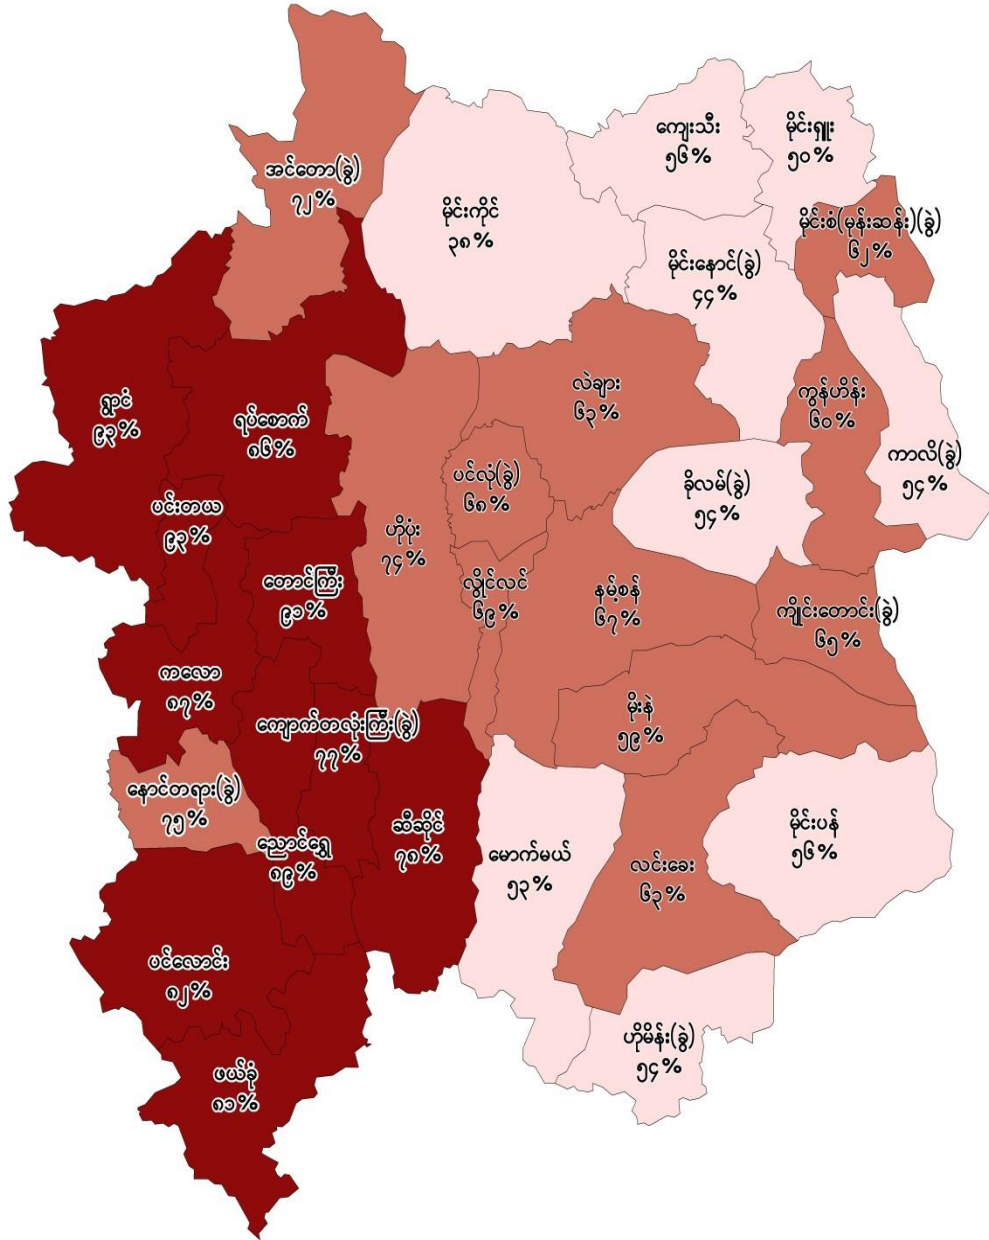 ကျေးသီး
၅၆%
မိုင်းရှူး
၅၀%
အင်တော(ခွဲ)
၇၂%
မိုင်းကိုင်
၃၈%
မိုင်းစံ(မုန်းဆန်း)(ခွဲ)
၆၂%
မိုင်းနောင်(ခွဲ)
၄၄%
ရွာငံ
၉၃%
ရပ်စောက်
၈၆%
လဲချား
၆၃%
ကွန်ဟိန်း
၆၀%
ကာလိ(ခွဲ)
၅၄%
ပင်လုံ(ခွဲ)
၆၈%
ခိုလမ်(ခွဲ)
၅၄%
ပင်းတယ
၉၃%
ဟိုပုံး
၇၄%
တောင်ကြီး
၉၁%
လွိုင်လင်
၆၉%
နမ့်စန်
၆၇%
ကျိုင်းတောင်း(ခွဲ)
၆၅%
ကလော
၈၇%
မိုးနဲ
၅၉%
ကျောက်တလုံးကြီး(ခွဲ)
၇၇%
နောင်တရား(ခွဲ)
၇၅%
ဆီဆိုင်
၇၈%
မိုင်းပန်
၅၆%
ညောင်ရွှေ
၈၉%
မောက်မယ်
၅၃%
လင်းခေး
၆၃%
ပင်လောင်း
၈၂%
ဟိုမိန်း(ခွဲ)
၅၄%
ဖယ်ခုံ
၈၁%